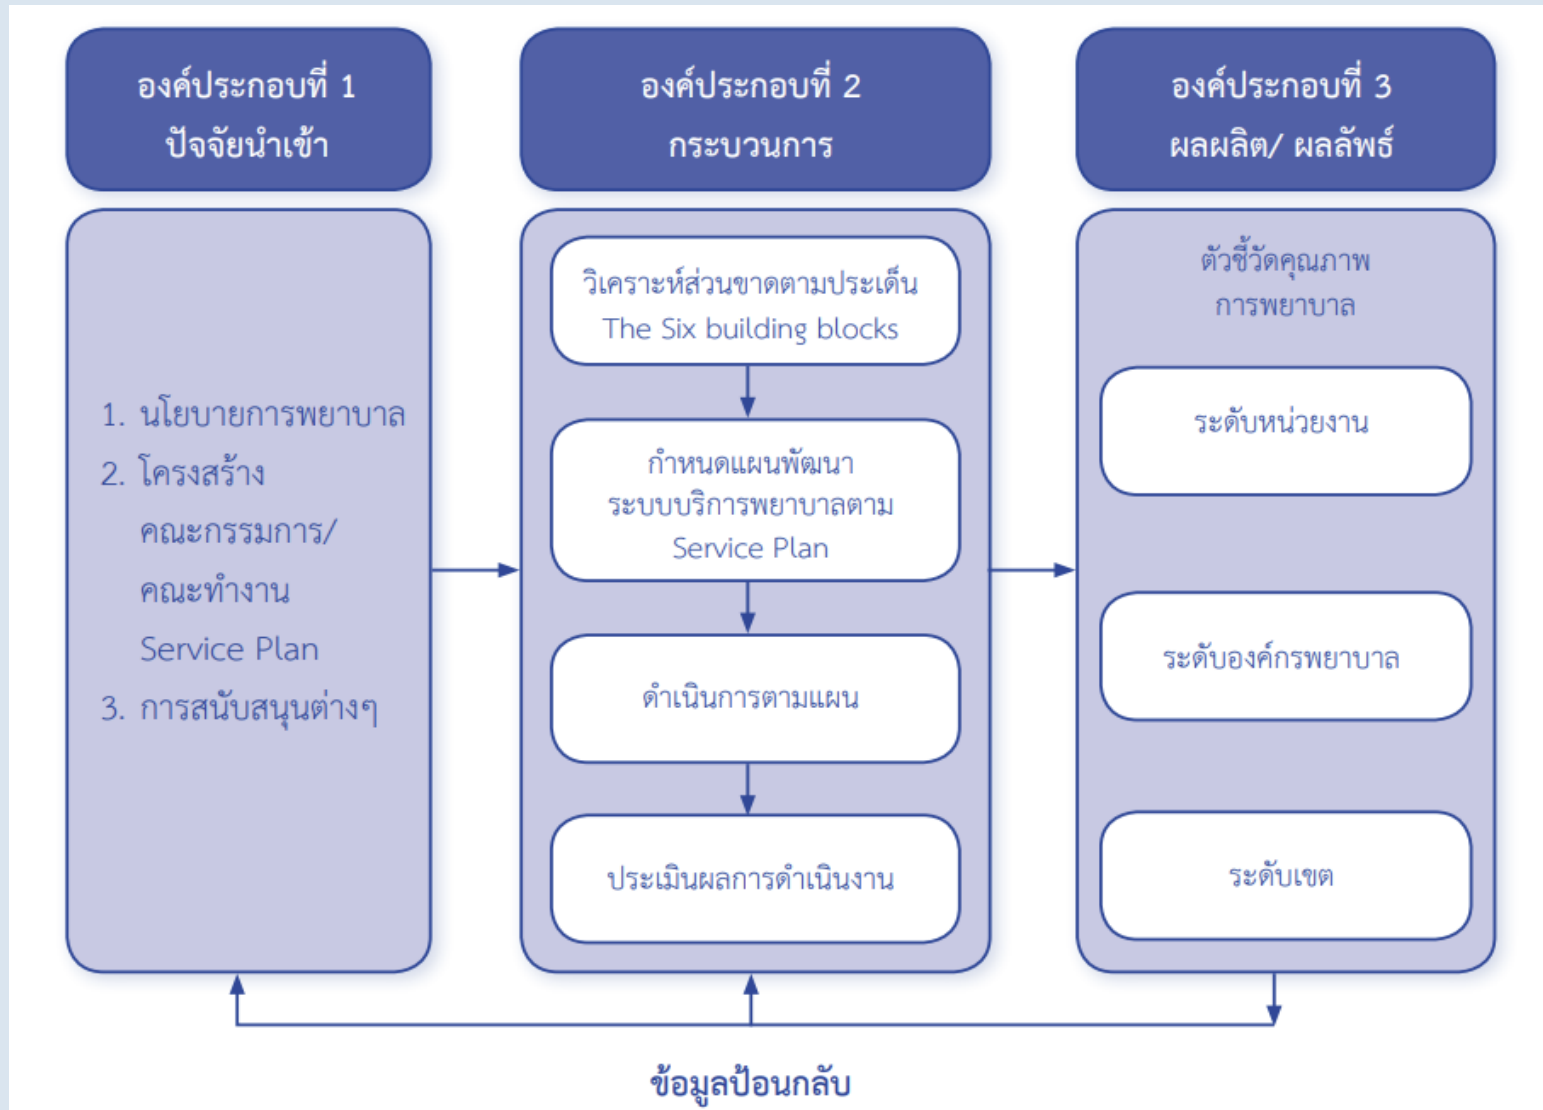 องค์ประกอบที่ 1
ปัจจัยนำเข้า
1. นโยบายการพยาบาล
2. โครงสร้าง
คณะกรรมการ/
คณะทำงาน
Service Plan
3. การสนับสนุนต่างๆ
องค์ประกอบที่ 2
กระบวนการ
วิเคราะห์ส่วนขาดตามประเด็น
The Six building blocks
กำหนดแผนพัฒนา
ระบบบริการพยาบาลตาม
Service Plan
ดำเนินการตามแผน
ประเมินผลการดำเนินงาน
องค์ประกอบที่ 3
ผลผลิต/ ผลลัพธ์
ตัวชี้วัดคุณภาพ
การพยาบาล
ระดับหน่วยงาน
ระดับองค์กรพยาบาล
ระดับเขต
ข้อมูลป้อนกลับ